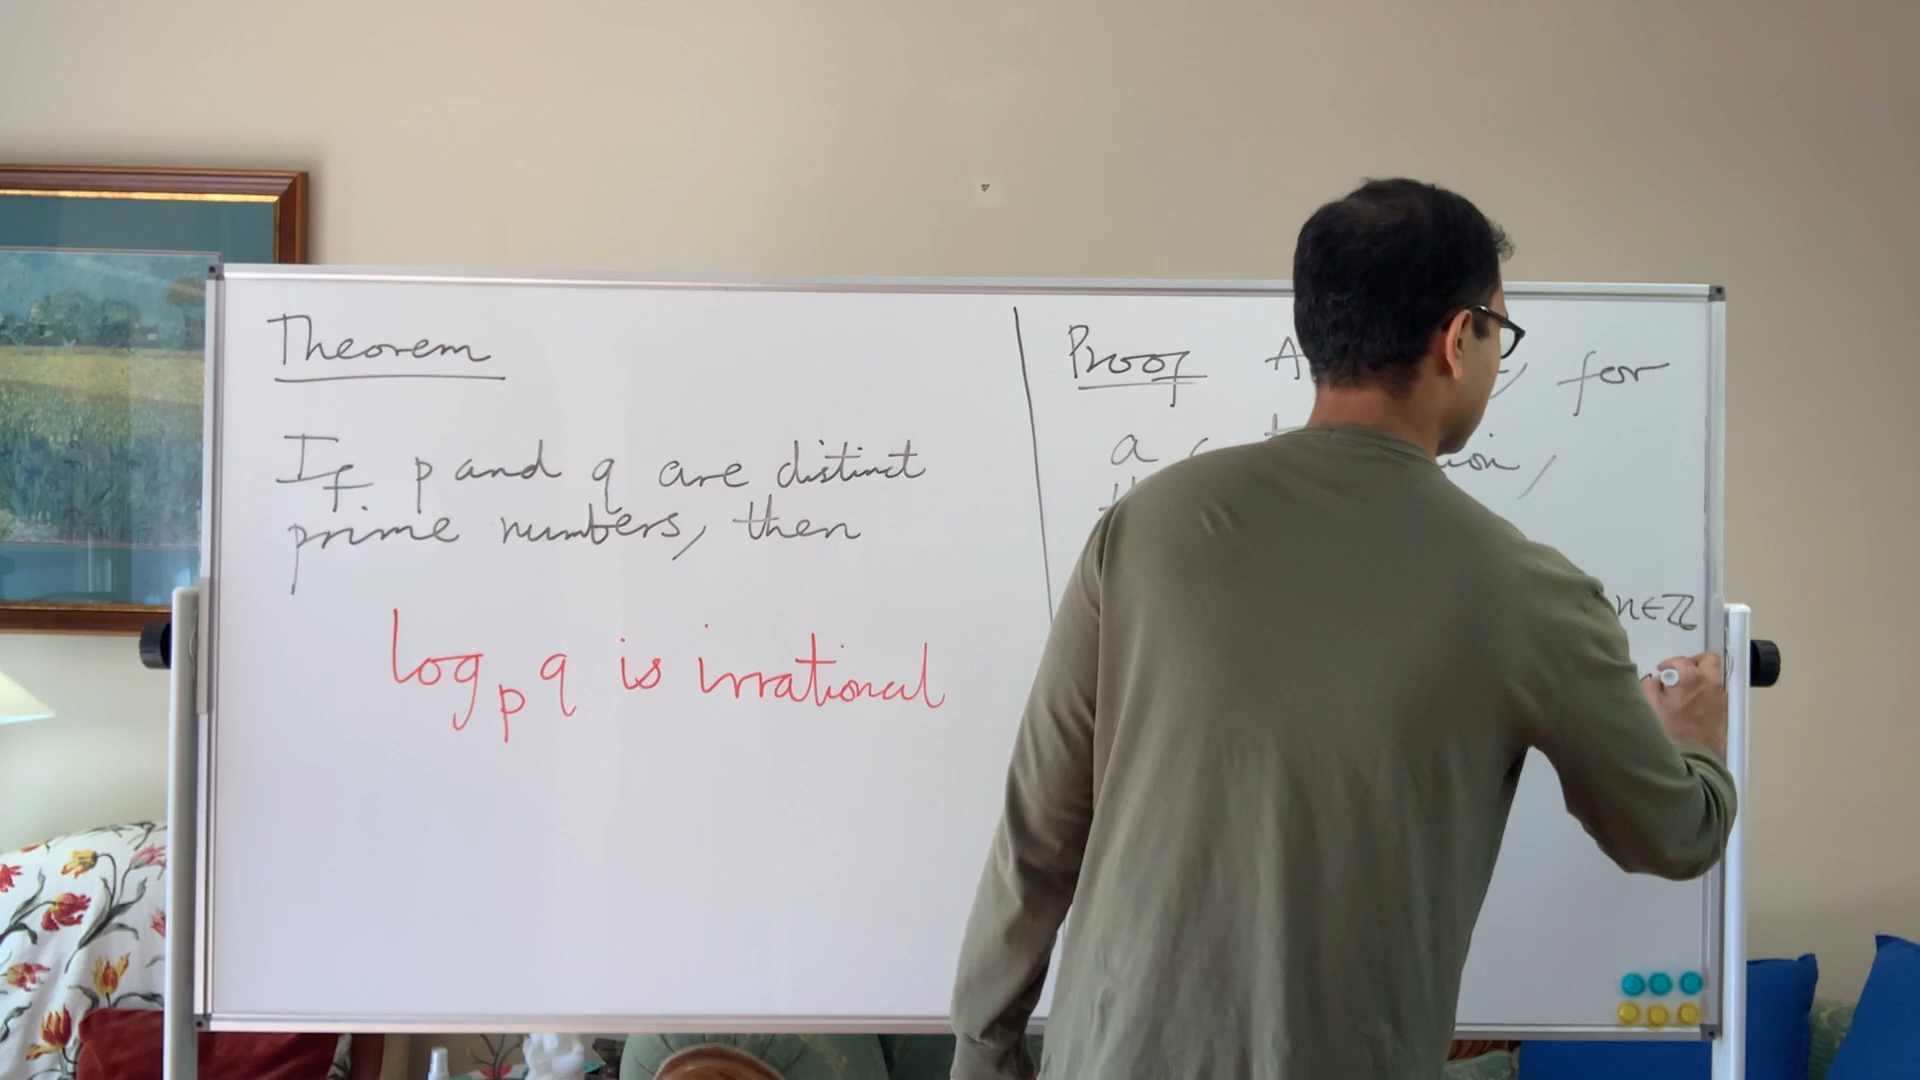 Theorem
If p and q are distinct
prime numbers, then
log_p q is irrational
Proof for
a
n∈ℤ